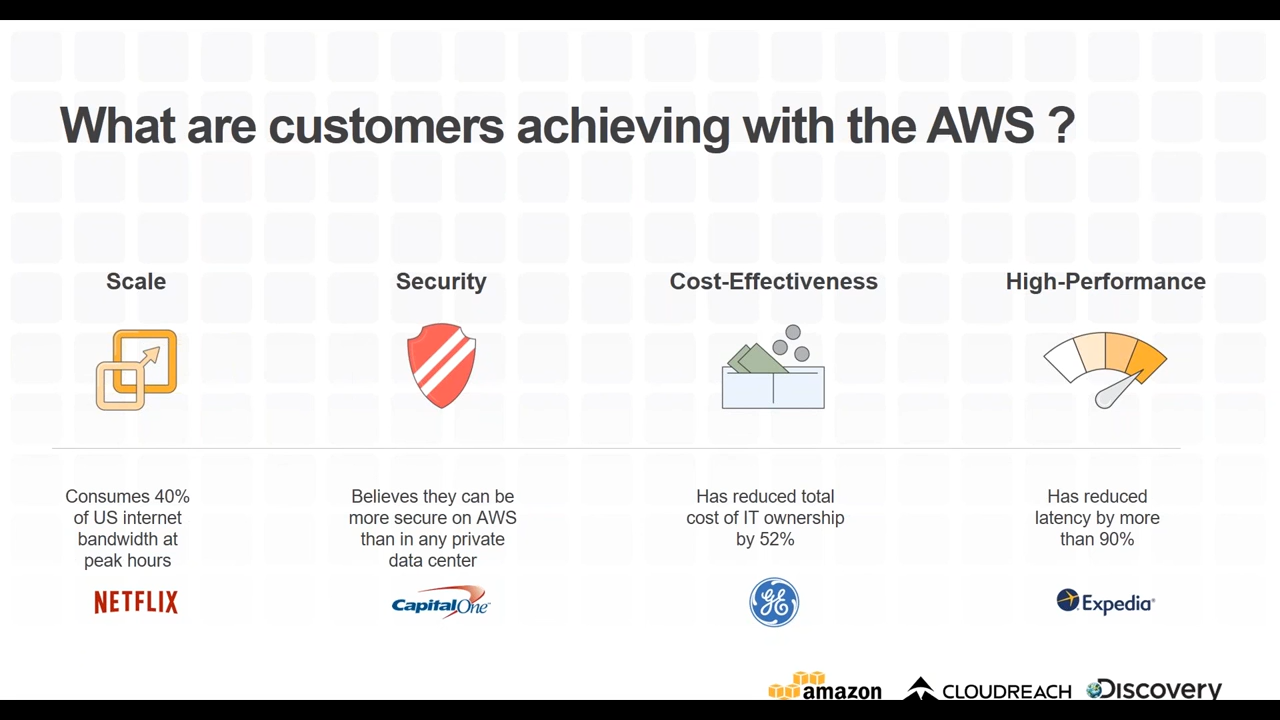 What are customers achieving with the AWS ?
Scale
Security
Cost-Effectiveness
High-Performance
Consumes 40%
of US internet
bandwidth at
peak hours
NETFLIX
Believes they can be
more secure on AWS
than in any private
data center
CapitalOne
Has reduced total
cost of IT ownership
by 52%
GE
Has reduced
latency by more
than 90%
Expedia®
amazon
CLOUDREACH
Discovery